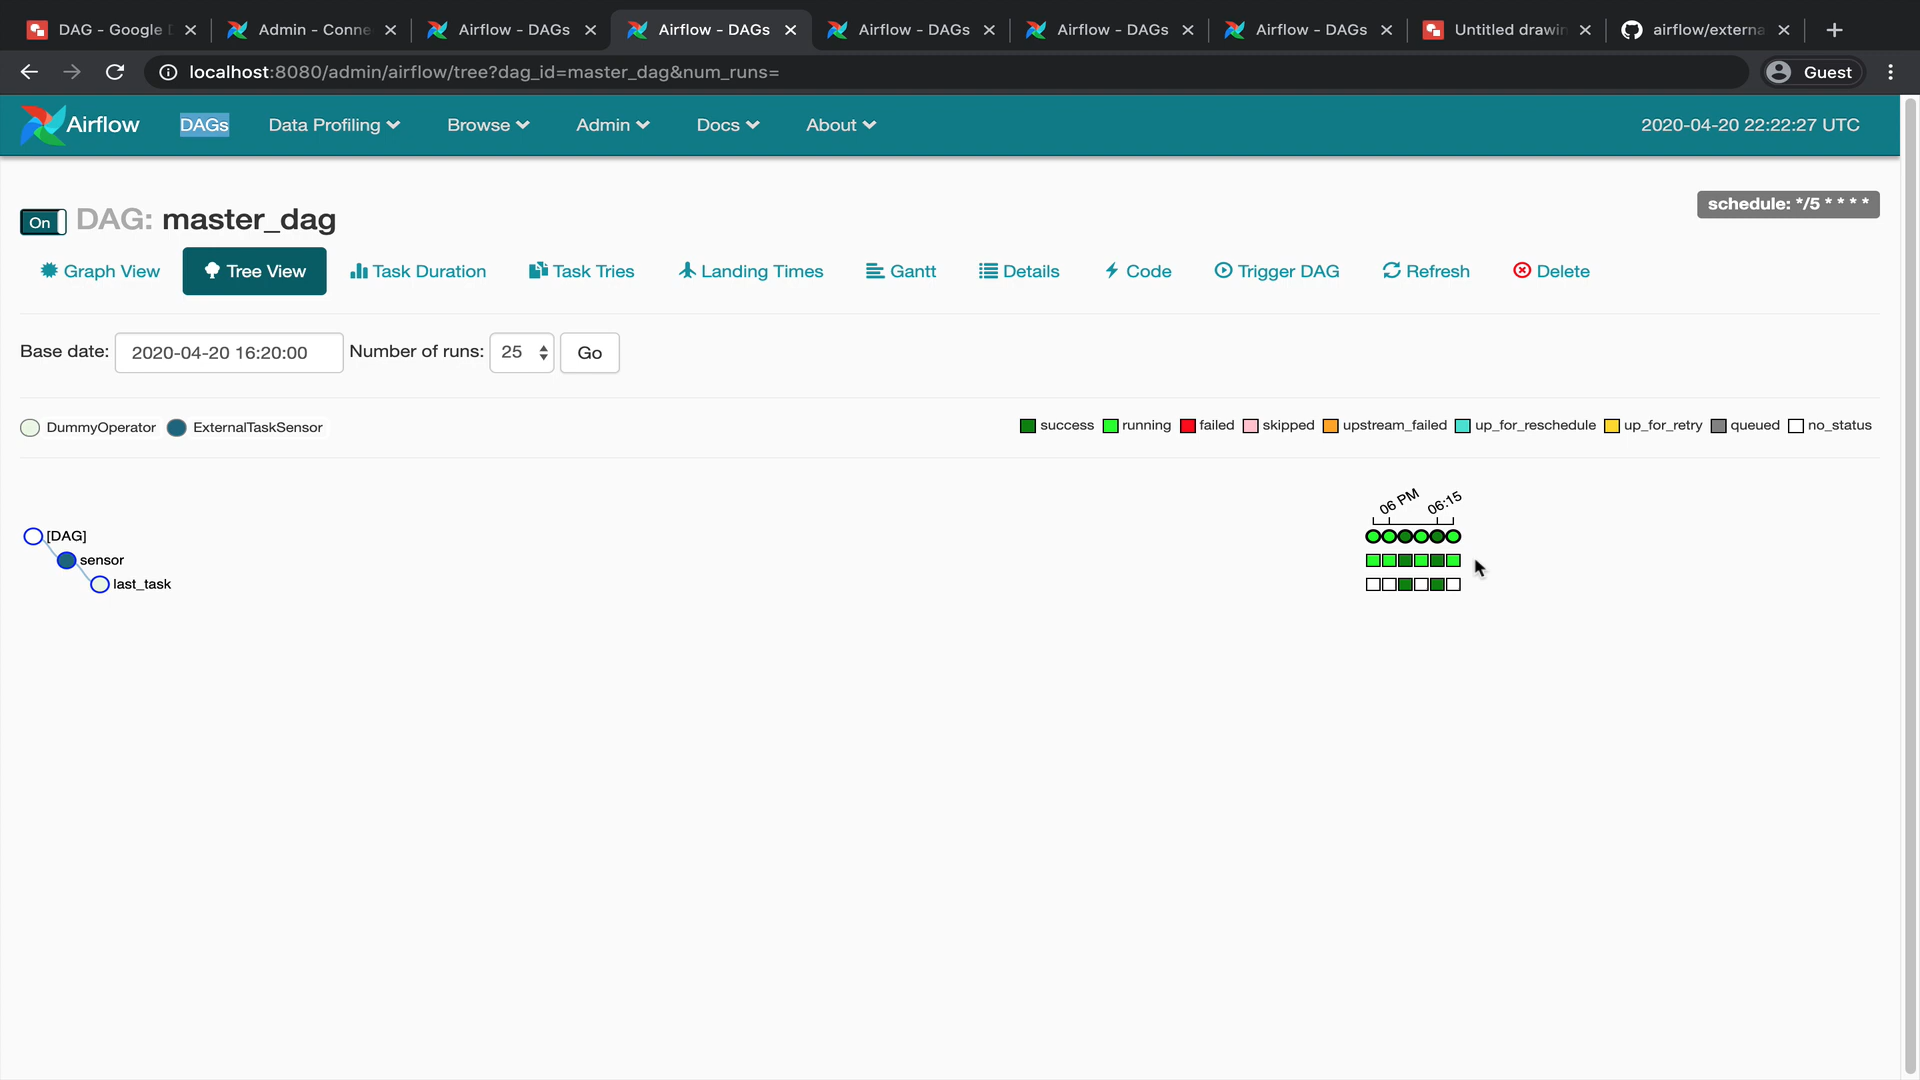 DAG - Google D
Admin - Conne
Airflow - DAGs
Airflow - DAGs
Airflow - DAGs
Airflow - DAGs
Airflow - DAGs
Untitled drawin
airflow/externa
localhost:8080/admin/airflow/tree?dag_id=master_dag&num_runs=
Guest
Airflow
DAGs
Data Profiling
Browse
Admin
Docs
About
2020-04-20 22:22:27 UTC
On DAG: master_dag
schedule: */5 * * * *
Graph View
Tree View
Task Duration
Task Tries
Landing Times
Gantt
Details
Code
Trigger DAG
Refresh
Delete
Base date: 2020-04-20 16:20:00 Number of runs: 25 Go
DummyOperator ExternalTaskSensor
success running failed skipped upstream_failed up_for_reschedule up_for_retry queued no_status
06 PM 06:15
[DAG]
sensor
last_task